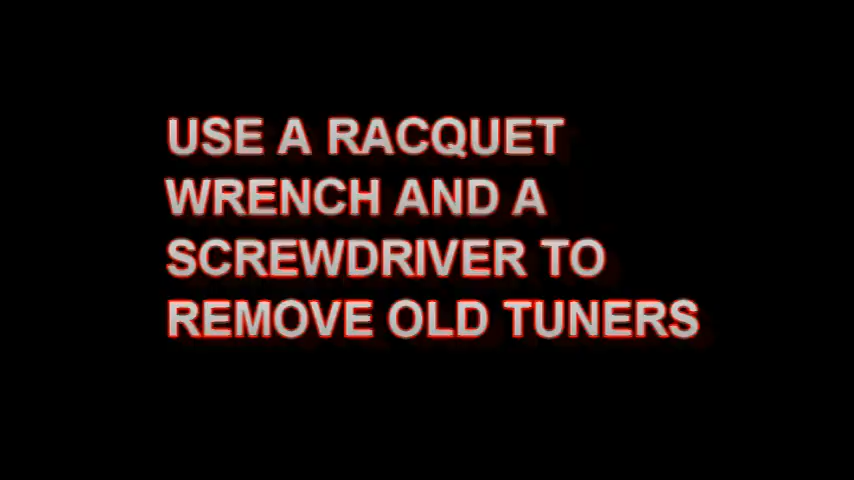 USE A RACQUET
WRENCH AND A
SCREWDRIVER TO
REMOVE OLD TUNERS